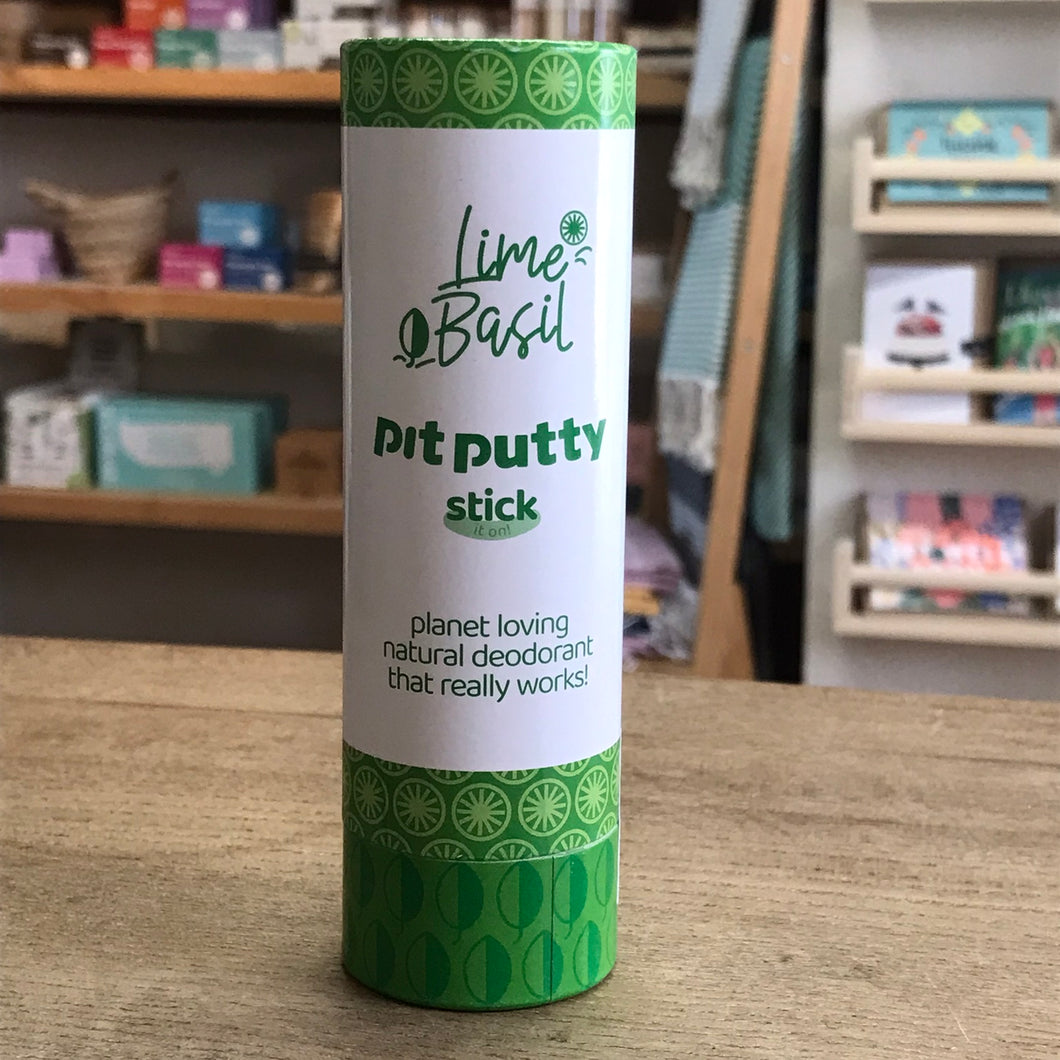 Lime
Basil
pit putty
stick
it on!
planet loving
natural deodorant
that really works!